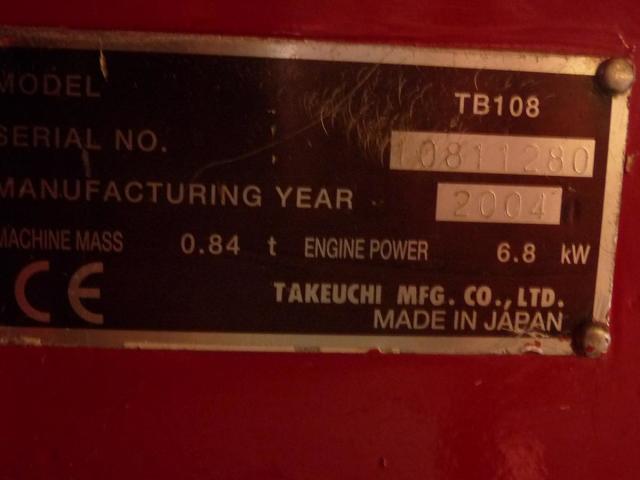 MODEL TB108
SERIAL NO. 10811280
MANUFACTURING YEAR 2004
MACHINE MASS 0.84 t ENGINE POWER 6.8 kW
CE TAKEUCHI MFG. CO., LTD.
MADE IN JAPAN